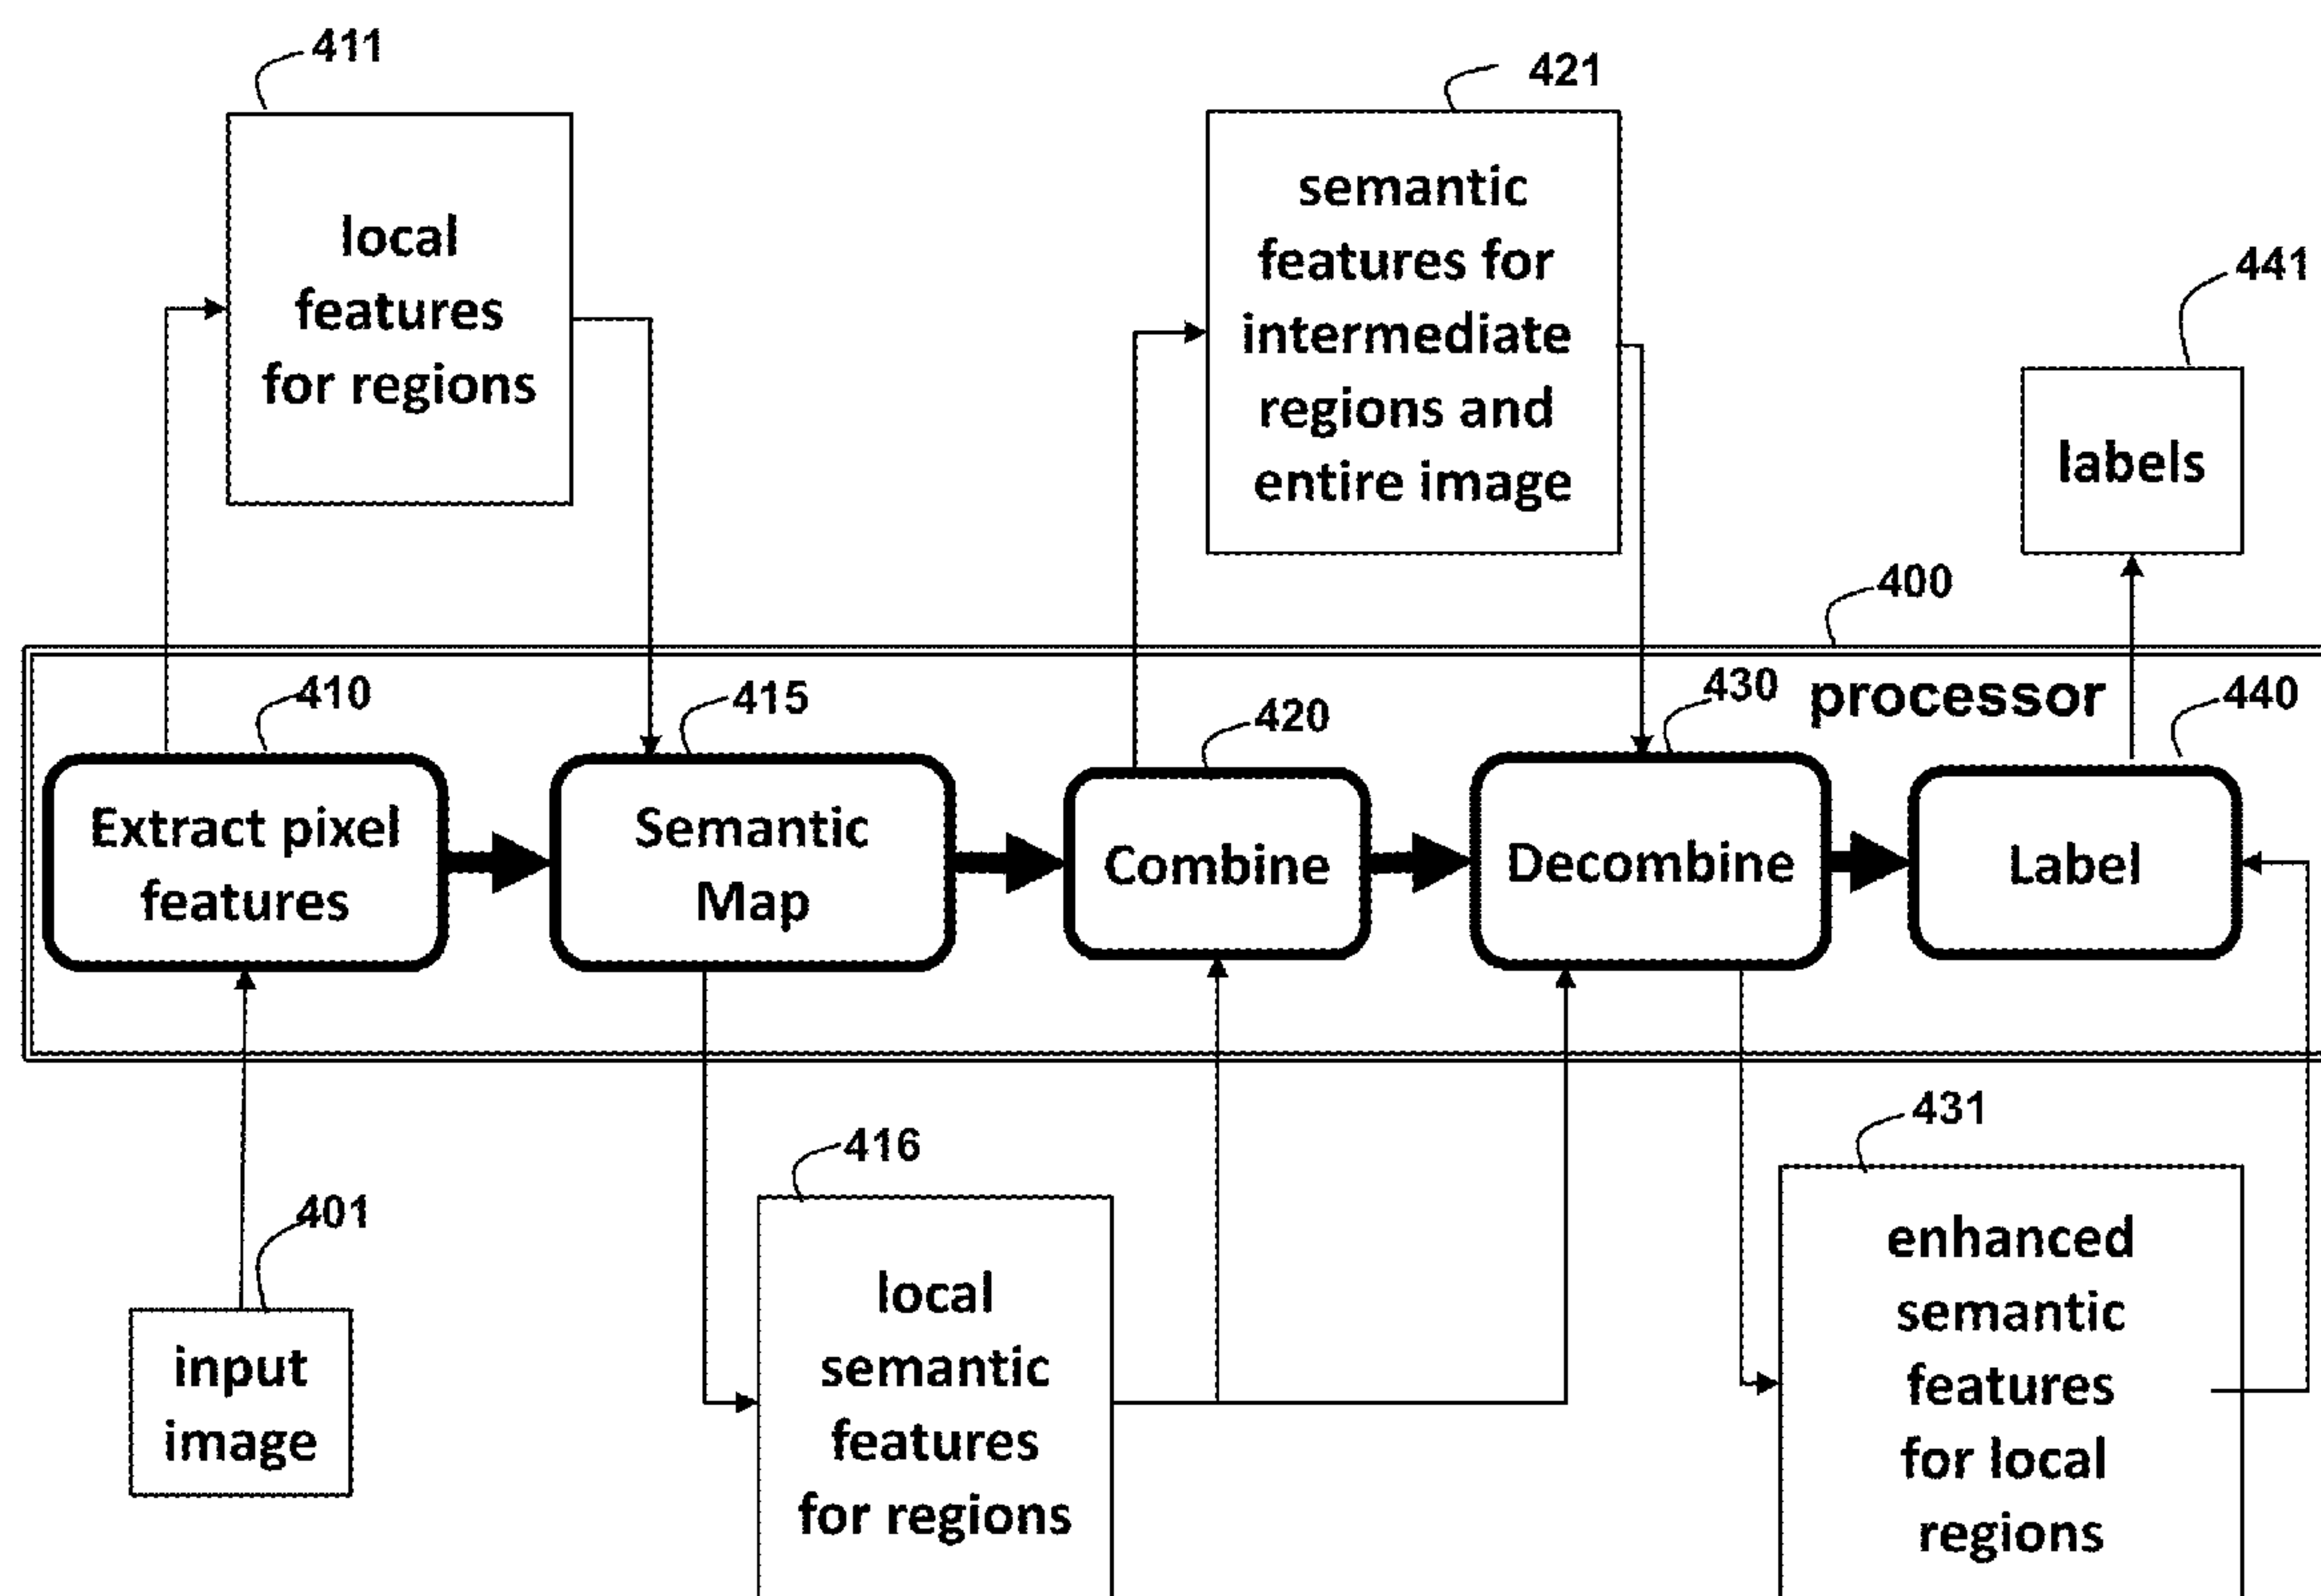 411
421
local
features
for regions
semantic
features for
intermediate
regions and
entire image
441
labels
400
processor
410
415
420
430
440
Extract pixel
features
Semantic
Map
Combine
Decombine
Label
401
input
image
416
local
semantic
features
for regions
431
enhanced
semantic
features
for local
regions